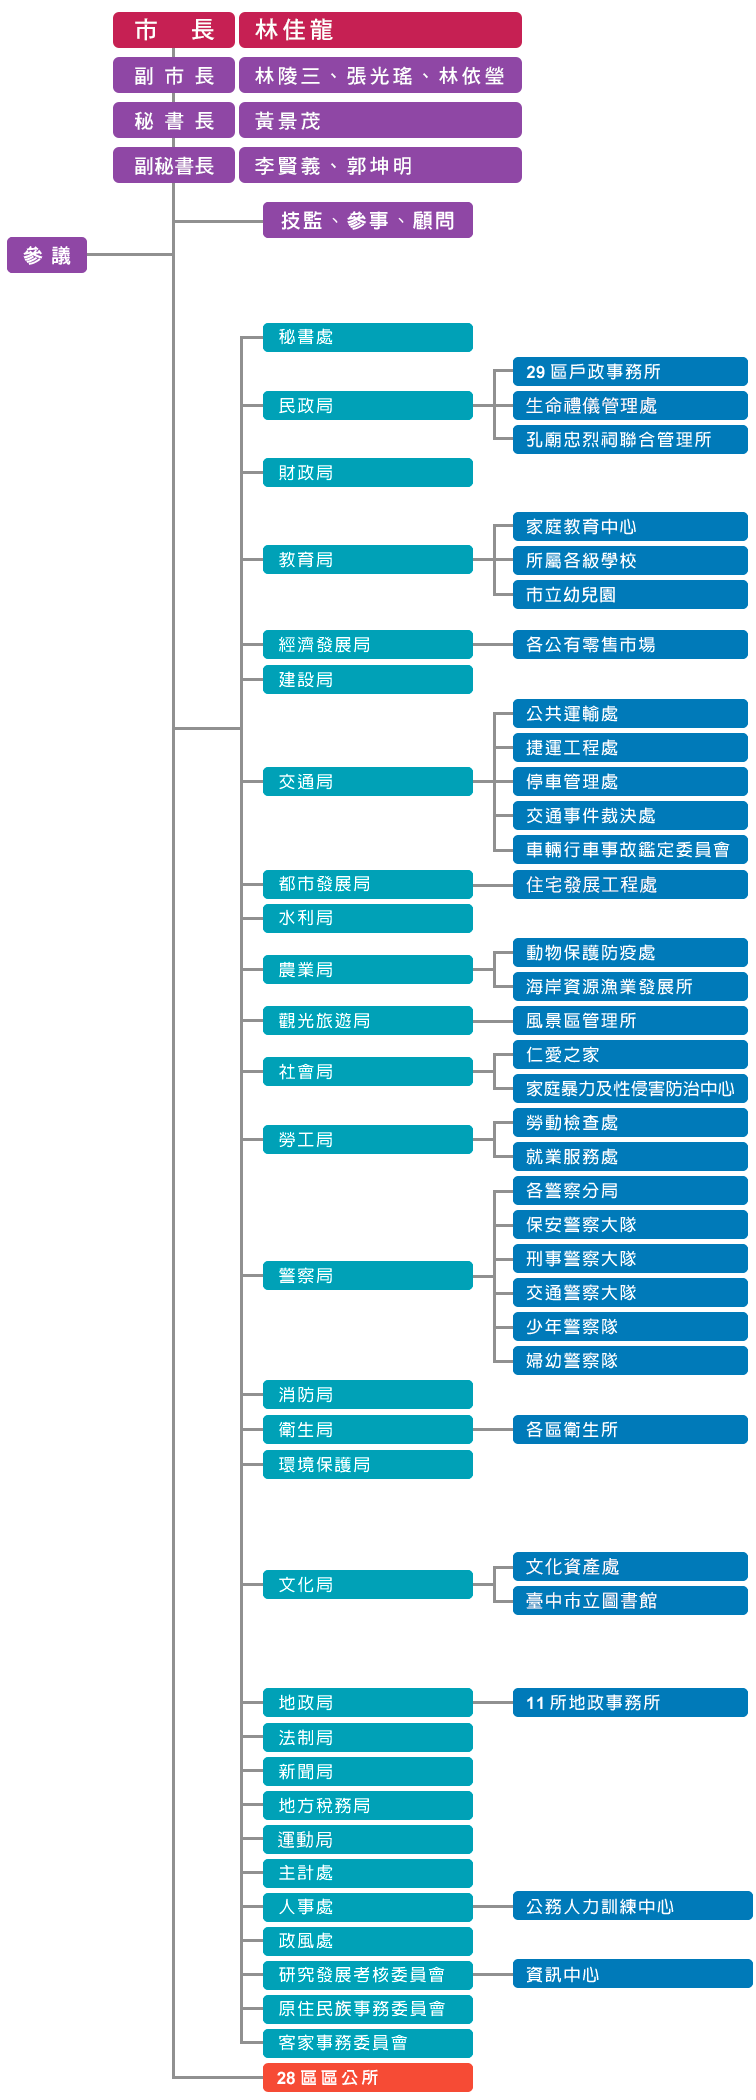 市長 林佳龍
副市長 林陵三、張光瑤、林依瑩
秘書長 黃景茂
副秘書長 李賢義、郭坤明
技監、參事、顧問
參議
秘書處
民政局
29 區戶政事務所
生命禮儀管理處
孔廟忠烈祠聯合管理所
財政局
教育局
家庭教育中心
所屬各級學校
市立幼兒園
經濟發展局
各公有零售市場
建設局
交通局
公共運輸處
捷運工程處
停車管理處
交通事件裁決處
車輛行車事故鑑定委員會
都市發展局
住宅發展工程處
水利局
農業局
動物保護防疫處
海岸資源漁業發展所
觀光旅遊局
風景區管理所
社會局
仁愛之家
家庭暴力及性侵害防治中心
勞工局
勞動檢查處
就業服務處
警察局
各警察分局
保安警察大隊
刑事警察大隊
交通警察大隊
少年警察隊
婦幼警察隊
消防局
衛生局
各區衛生所
環境保護局
文化局
文化資產處
臺中市立圖書館
地政局
11 所地政事務所
法制局
新聞局
地方稅務局
運動局
主計處
人事處
公務人力訓練中心
政風處
研究發展考核委員會
資訊中心
原住民族事務委員會
客家事務委員會
28 區區公所